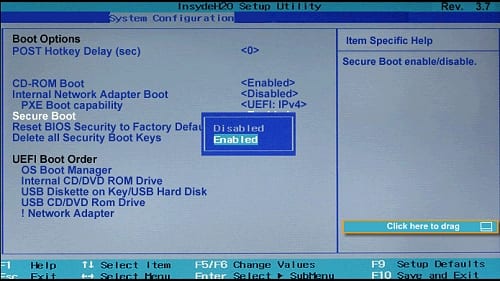 InsydeH20 Setup Utility Rev. 3.7
System Configuration
Boot Options
POST Hotkey Delay (sec) <0>
CD-ROM Boot <Enabled>
Internal Network Adapter Boot <Disabled>
PXE Boot capability <UEFI: IPv4>
Secure Boot
Reset BIOS Security to Factory Defau
Delete all Security Boot Keys
Disabled
Enabled
UEFI Boot Order
OS Boot Manager
Internal CD/DVD ROM Drive
USB Diskette on Key/USB Hard Disk
USB CD/DVD Rom Drive
! Network Adapter
Item Specific Help
Secure Boot enable/disable.
Click here to drag
F1 Help ↑↓ Select Item F5/F6 Change Values F9 Setup Defaults
Esc Exit ←→ Select Menu Enter Select ▸ SubMenu F10 Save and Exit